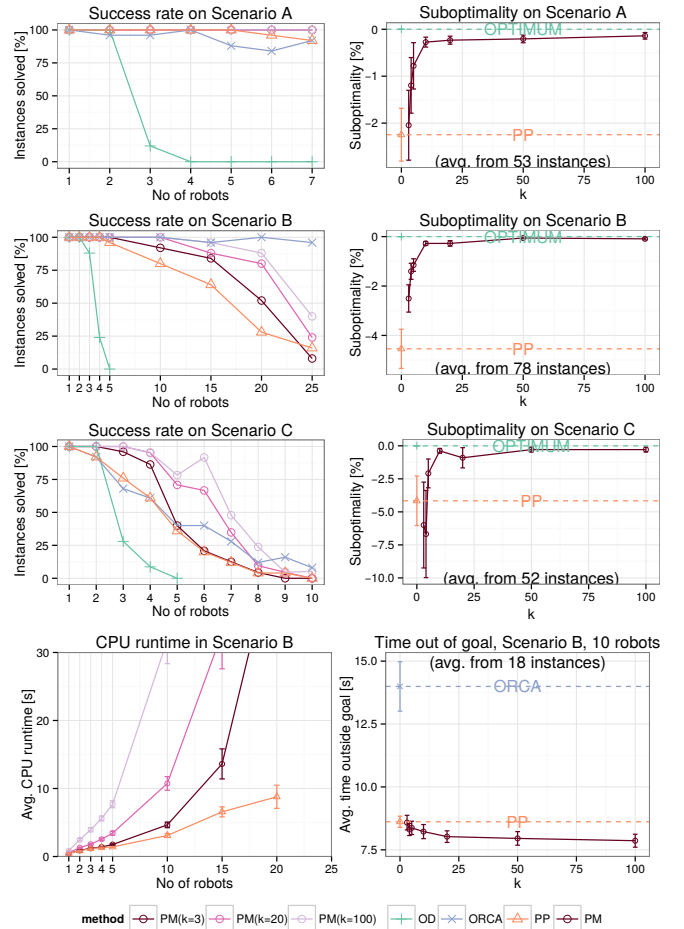 Success rate on Scenario A
Instances solved [%]
100
75
50
25
0
1 2 3 4 5 6 7
No of robots
Suboptimality on Scenario A
Suboptimality [%]
0
−1
−2
OPTIMUM
PP
(avg. from 53 instances)
0 25 50 75 100
k
Success rate on Scenario B
Instances solved [%]
100
75
50
25
0
1 2 3 4 5 10 15 20 25
No of robots
Suboptimality on Scenario B
Suboptimality [%]
0
−2
−4
OPTIMUM
PP
(avg. from 78 instances)
0 25 50 75 100
k
Success rate on Scenario C
Instances solved [%]
100
75
50
25
0
1 2 3 4 5 6 7 8 9 10
No of robots
Suboptimality on Scenario C
Suboptimality [%]
0.0
−2.5
−5.0
−7.5
−10.0
OPTIMUM
PP
(avg. from 52 instances)
0 25 50 75 100
k
CPU runtime in Scenario B
Avg. CPU runtime [s]
30
20
10
0
1 2 3 4 5 10 15 20 25
No of robots
Time out of goal, Scenario B, 10 robots
(avg. from 18 instances)
Avg. time outside goal [s]
15.0
12.5
10.0
7.5
ORCA
PP
0 25 50 75 100
k
method PM(k=3) PM(k=20) PM(k=100) OD ORCA PP PM